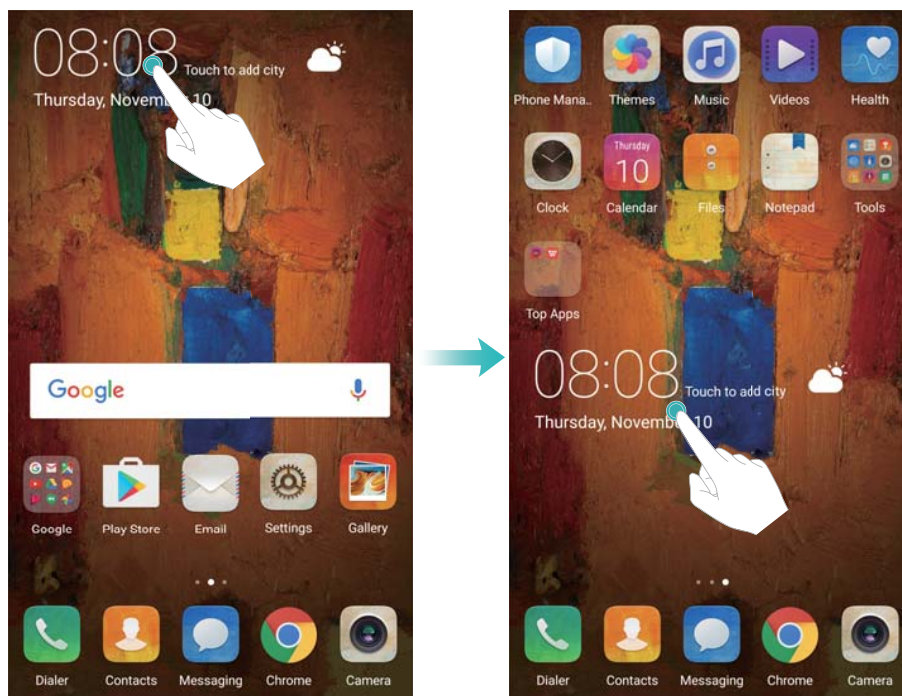 08:08
Touch to add city
Thursday, November 10
Google
Google
Play Store
Email
Settings
Gallery
Dialer
Contacts
Messaging
Chrome
Camera
Phone Mana..
Themes
Music
Videos
Health
Thursday
10
Clock
Calendar
Files
Notepad
Tools
Top Apps
08:08
Touch to add city
Thursday, November 10
Dialer
Contacts
Messaging
Chrome
Camera